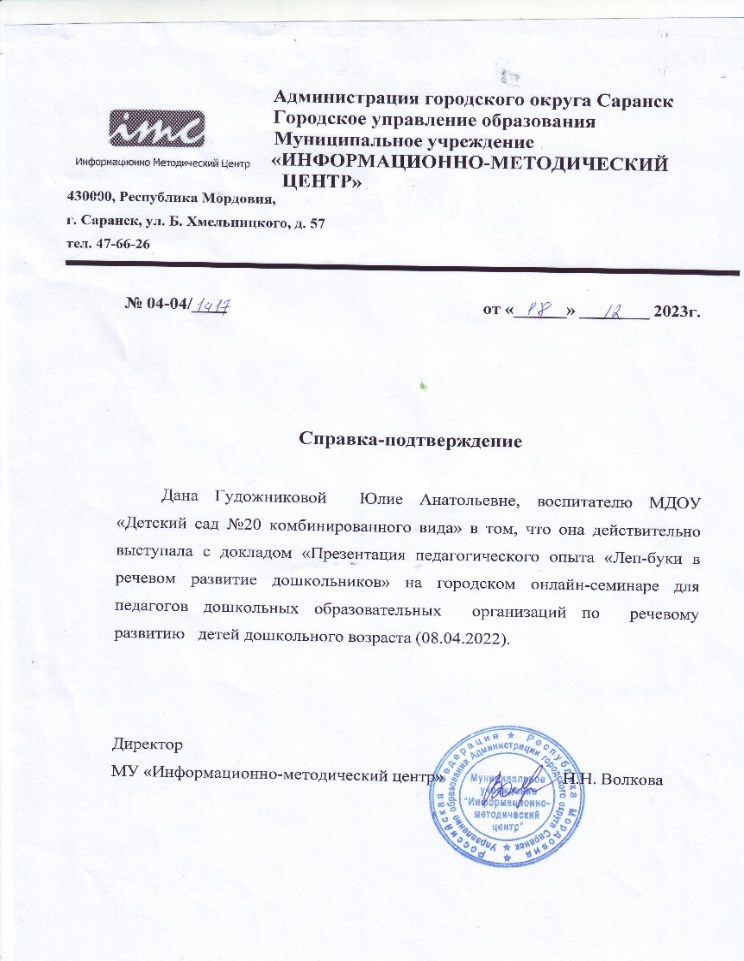 Администрация городского округа Саранск
Городское управление образования
Муниципальное учреждение
«ИНФОРМАЦИОННО-МЕТОДИЧЕСКИЙ
ЦЕНТР»
imc
Информационно Методический Центр
430000, Республика Мордовия,
г. Саранск, ул. Б. Хмельницкого, д. 57
тел. 47-66-26
№ 04-04/1417
от «18» 12 2023г.
Справка-подтверждение
Дана Гудожниковой Юлие Анатольевне, воспитателю МДОУ
«Детский сад №20 комбинированного вида» в том, что она действительно
выступала с докладом «Презентация педагогического опыта «Леп-буки в
речевом развитие дошкольников» на городском онлайн-семинаре для
педагогов дошкольных образовательных организаций по речевому
развитию детей дошкольного возраста (08.04.2022).
Директор
МУ «Информационно-методический центр» Н.Н. Волкова
Российская Федерация ★ Республика Мордовия ★
Управление образования Администрации городского округа Саранск ★
Муниципальное
учреждение
"Информационно-
методический
центр"